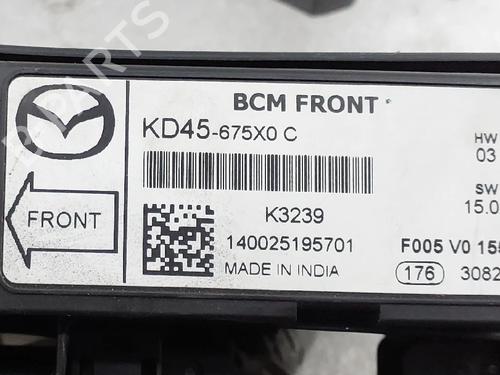 BCM FRONT
KD45-675X0 C
HW
03
FRONT
SW
15.0
K3239
140025195701
F005 V0
MADE IN INDIA
176
3082